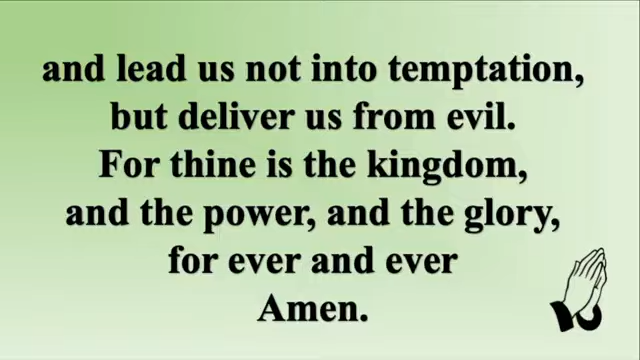 and lead us not into temptation,
but deliver us from evil.
For thine is the kingdom,
and the power, and the glory,
for ever and ever
Amen.